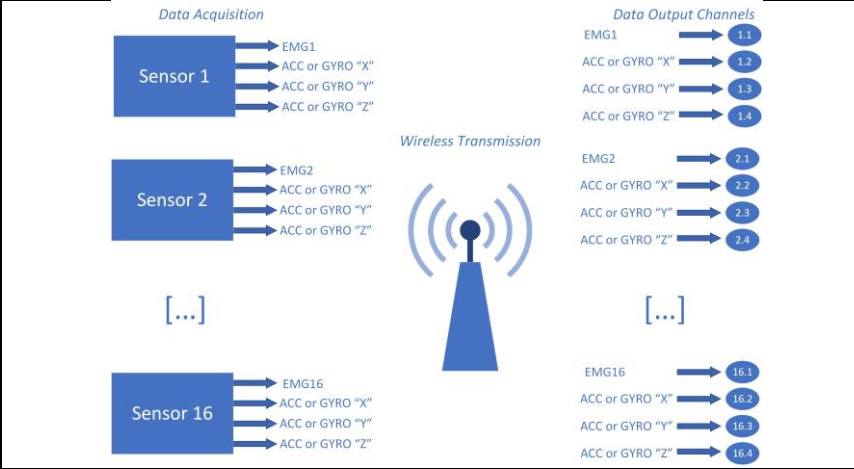 Data Acquisition
Sensor 1
EMG1
ACC or GYRO “X”
ACC or GYRO “Y”
ACC or GYRO “Z”
Sensor 2
EMG2
ACC or GYRO “X”
ACC or GYRO “Y”
ACC or GYRO “Z”
[...]
Sensor 16
EMG16
ACC or GYRO “X”
ACC or GYRO “Y”
ACC or GYRO “Z”
Wireless Transmission
Data Output Channels
EMG1 1.1
ACC or GYRO “X” 1.2
ACC or GYRO “Y” 1.3
ACC or GYRO “Z” 1.4
EMG2 2.1
ACC or GYRO “X” 2.2
ACC or GYRO “Y” 2.3
ACC or GYRO “Z” 2.4
[...]
EMG16 16.1
ACC or GYRO “X” 16.2
ACC or GYRO “Y” 16.3
ACC or GYRO “Z” 16.4